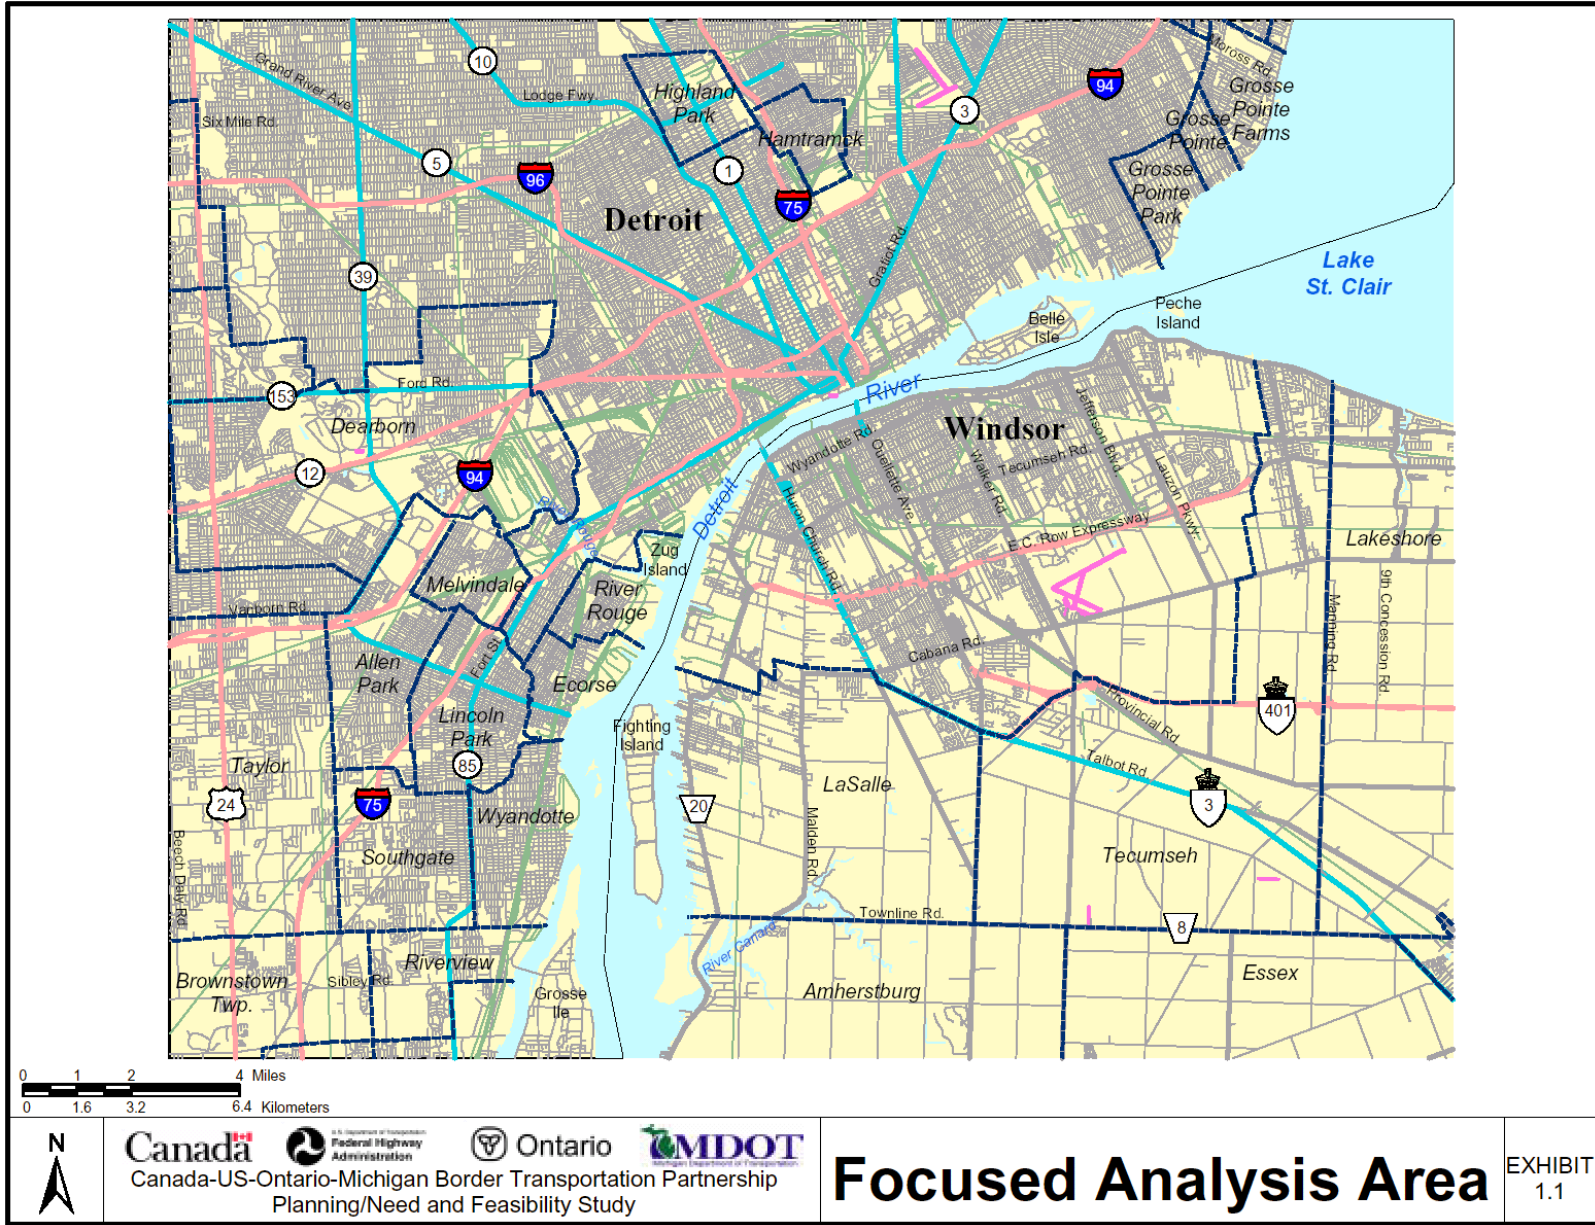 10
Grand River Ave.
Lodge Fwy.
Highland
Park
Moross Rd.
94
Grosse
Pointe
Farms
3
Six Mile Rd.
Grosse
Pointe
Hamtramck
5
96
1
Grosse
Pointe
Park
75
Detroit
Gratiot Rd.
Lake
St. Clair
39
Peche
Island
Belle
Isle
River
Ford Rd.
153
Dearborn
Windsor
Jefferson Blvd.
Wyandotte Rd.
Ouellette Ave.
Walker Rd.
Tecumseh Rd.
Lauzon Pkwy.
12
94
Detroit
Huron Church Rd.
E.C. Row Expressway
Lakeshore
Zug
Island
Melvindale
River
Rouge
Vanborn Rd.
Manning Rd.
9th Concession Rd.
Cabana Rd.
Allen
Park
Fort St.
Ecorse
401
Provincial Rd.
Lincoln
Park
Fighting
Island
Taylor
85
Talbot Rd.
LaSalle
24
75
20
3
Wyandotte
Malden Rd.
Beech Daly Rd.
Southgate
Tecumseh
Townline Rd.
8
River Canard
Riverview
Brownstown
Twp.
Sibley Rd.
Grosse
Ile
Amherstburg
Essex
0 1 2 4 Miles
0 1.6 3.2 6.4 Kilometers
N
Canada
U.S. Department of Transportation
Federal Highway
Administration
Ontario
MDOT
Michigan Department of Transportation
Canada-US-Ontario-Michigan Border Transportation Partnership
Planning/Need and Feasibility Study
Focused Analysis Area
EXHIBIT
1.1